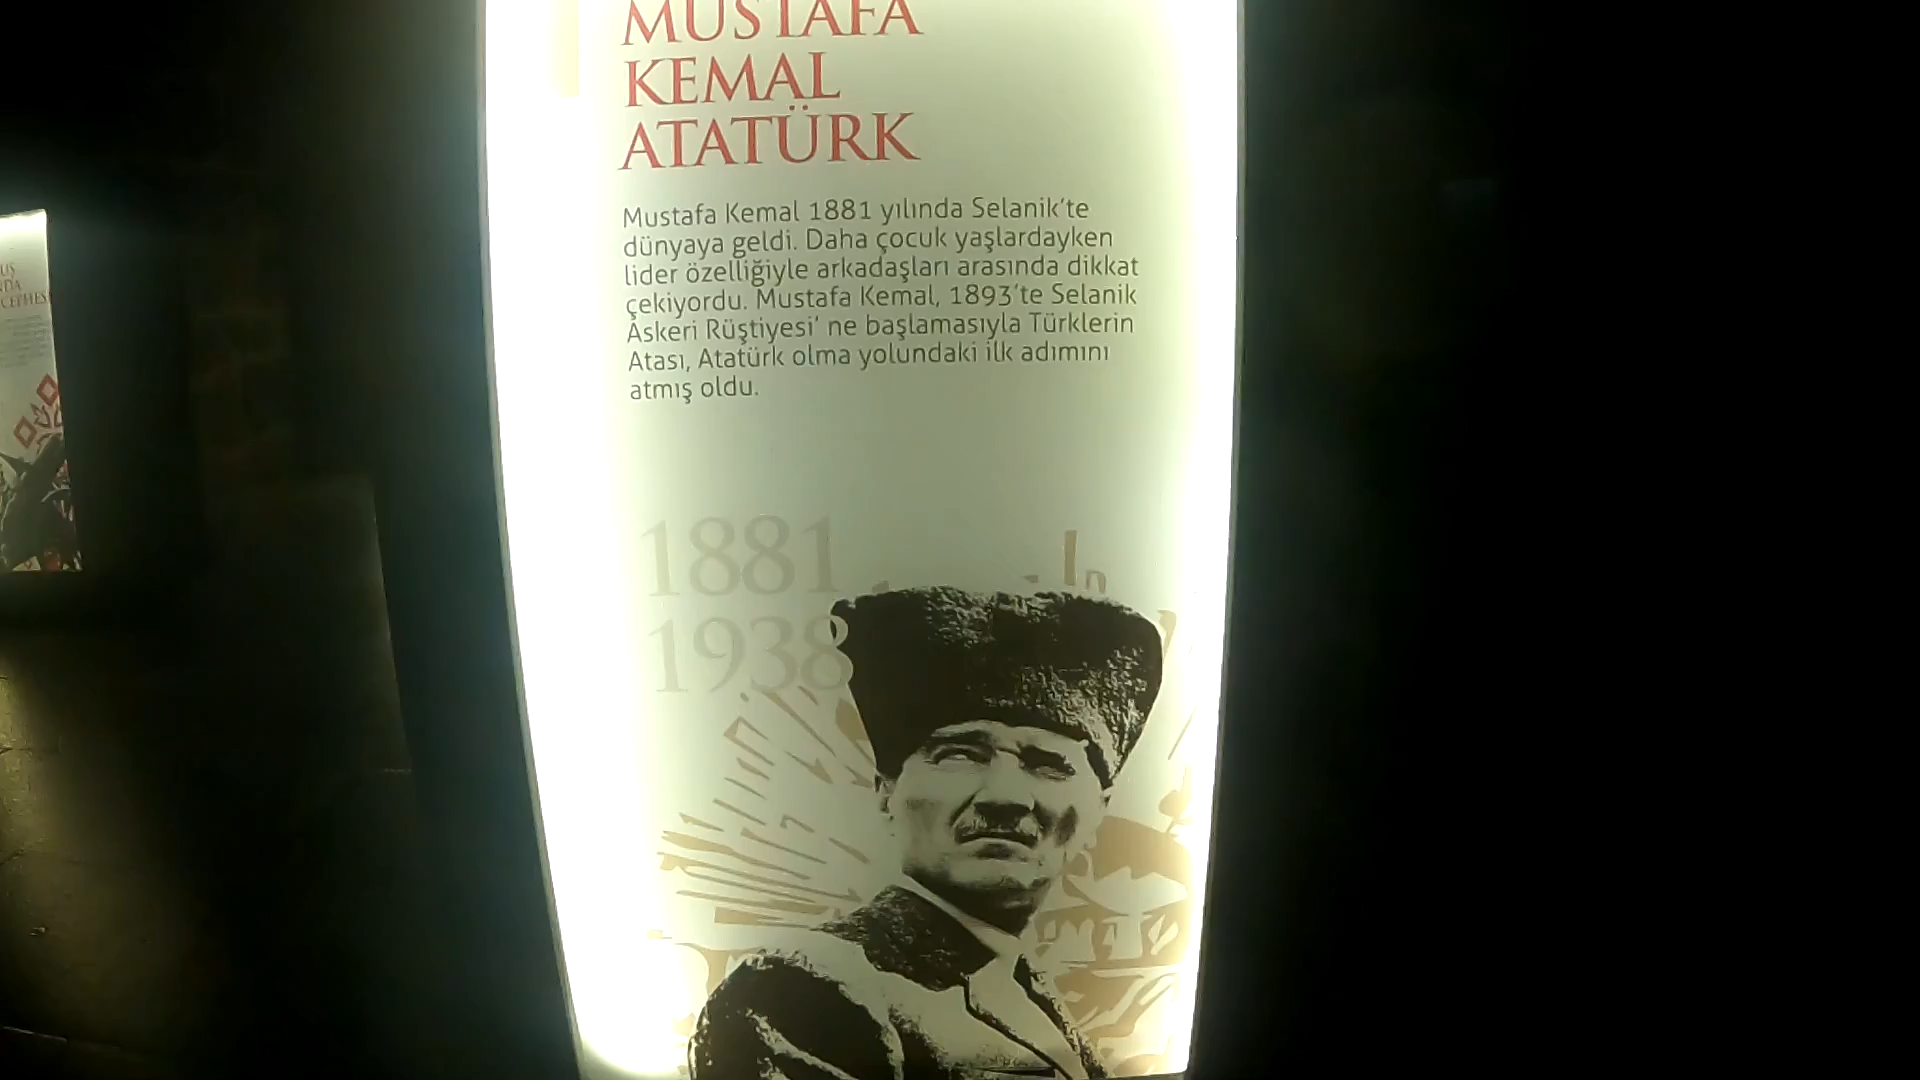 MUSTAFA
KEMAL
ATATÜRK
Mustafa Kemal 1881 yılında Selanik'te
dünyaya geldi. Daha çocuk yaşlardayken
lider özelliğiyle arkadaşları arasında dikkat
çekiyordu. Mustafa Kemal, 1893'te Selanik
Askeri Rüştiyesi' ne başlamasıyla Türklerin
Atası, Atatürk olma yolundaki ilk adımını
atmış oldu.
1881
1938